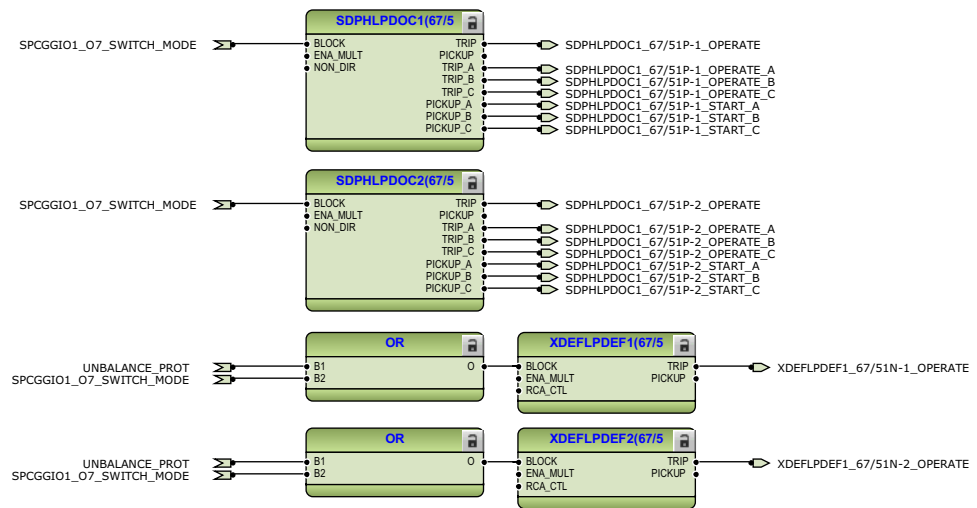 SDPHLPDOC1(67/5
SPCGGIO1_O7_SWITCH_MODE
BLOCK TRIP
ENA_MULT PICKUP
NON_DIR TRIP_A
TRIP_B
TRIP_C
PICKUP_A
PICKUP_B
PICKUP_C
SDPHLPDOC1_67/51P-1_OPERATE
SDPHLPDOC1_67/51P-1_OPERATE_A
SDPHLPDOC1_67/51P-1_OPERATE_B
SDPHLPDOC1_67/51P-1_OPERATE_C
SDPHLPDOC1_67/51P-1_START_A
SDPHLPDOC1_67/51P-1_START_B
SDPHLPDOC1_67/51P-1_START_C
SDPHLPDOC2(67/5
SPCGGIO1_O7_SWITCH_MODE
BLOCK TRIP
ENA_MULT PICKUP
NON_DIR TRIP_A
TRIP_B
TRIP_C
PICKUP_A
PICKUP_B
PICKUP_C
SDPHLPDOC1_67/51P-2_OPERATE
SDPHLPDOC1_67/51P-2_OPERATE_A
SDPHLPDOC1_67/51P-2_OPERATE_B
SDPHLPDOC1_67/51P-2_OPERATE_C
SDPHLPDOC1_67/51P-2_START_A
SDPHLPDOC1_67/51P-2_START_B
SDPHLPDOC1_67/51P-2_START_C
OR
UNBALANCE_PROT
SPCGGIO1_O7_SWITCH_MODE
B1 O
B2
XDEFLPDEF1(67/5
BLOCK TRIP
ENA_MULT PICKUP
RCA_CTL
XDEFLPDEF1_67/51N-1_OPERATE
OR
UNBALANCE_PROT
SPCGGIO1_O7_SWITCH_MODE
B1 O
B2
XDEFLPDEF2(67/5
BLOCK TRIP
ENA_MULT PICKUP
RCA_CTL
XDEFLPDEF1_67/51N-2_OPERATE